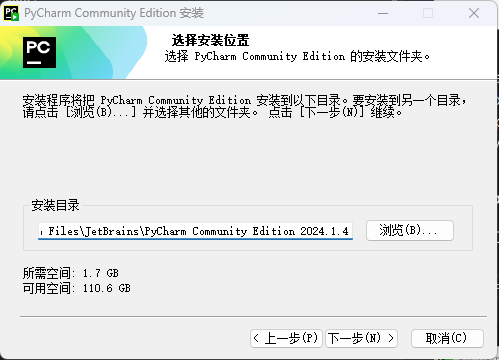 PyCharm Community Edition 安装
PC
选择安装位置
选择 PyCharm Community Edition 的安装文件夹。
安装程序将把 PyCharm Community Edition 安装到以下目录。要安装到另一个目录，
请点击 [浏览(B)...] 并选择其他的文件夹。 点击 [下一步(N)] 继续。
安装目录
Files\JetBrains\PyCharm Community Edition 2024.1.4
浏览(B)...
所需空间: 1.7 GB
可用空间: 110.6 GB
< 上一步(P)
下一步(N) >
取消(C)